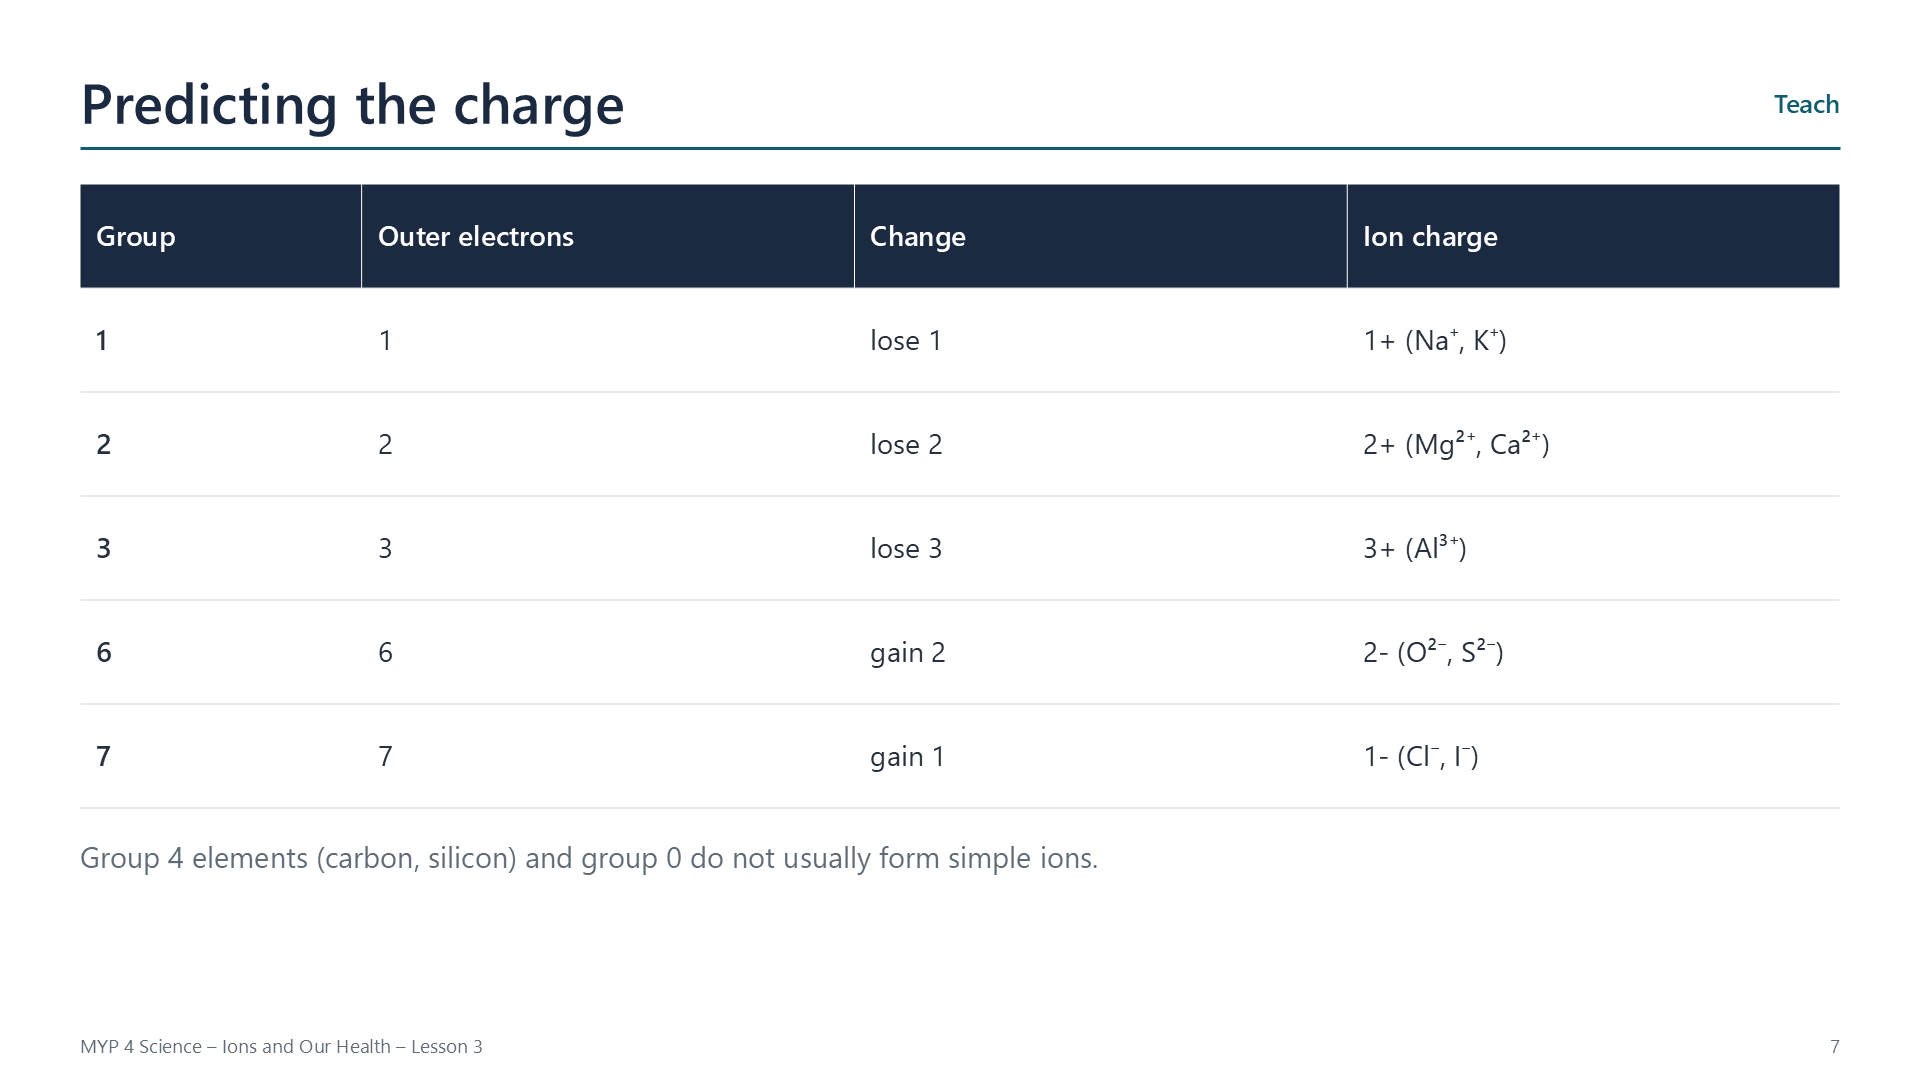 Predicting the charge
Teach
Group Outer electrons Change Ion charge
1 1 lose 1 1+ (Na⁺, K⁺)
2 2 lose 2 2+ (Mg²⁺, Ca²⁺)
3 3 lose 3 3+ (Al³⁺)
6 6 gain 2 2- (O²⁻, S²⁻)
7 7 gain 1 1- (Cl⁻, I⁻)
Group 4 elements (carbon, silicon) and group 0 do not usually form simple ions.
MYP 4 Science – Ions and Our Health – Lesson 3
7